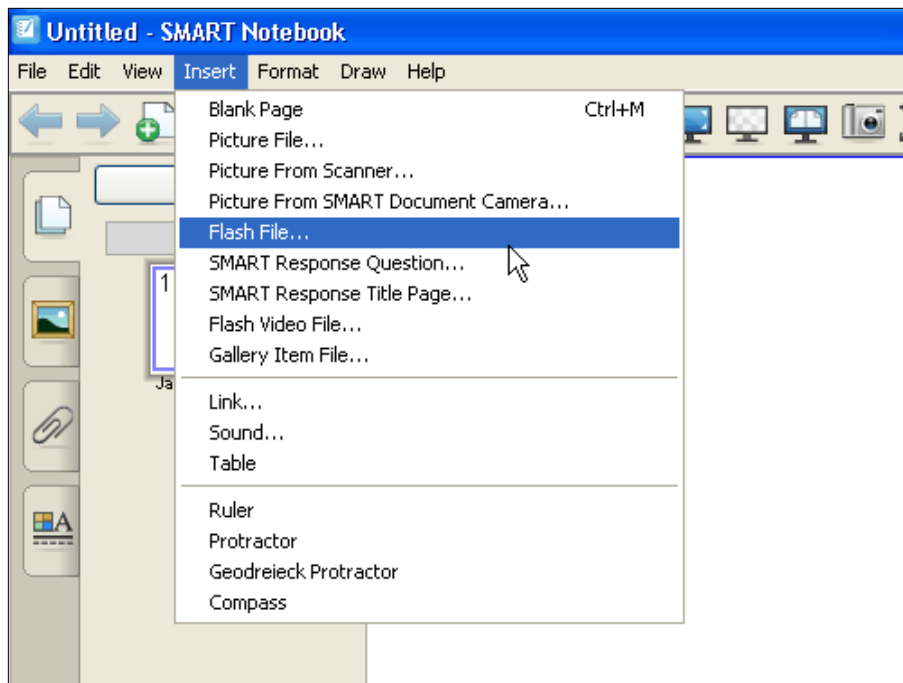 Untitled - SMART Notebook
File Edit View Insert Format Draw Help
Blank Page Ctrl+M
Picture File...
Picture From Scanner...
Picture From SMART Document Camera...
Flash File...
SMART Response Question...
SMART Response Title Page...
Flash Video File...
Gallery Item File...
1
Ja
Link...
Sound...
Table
Ruler
Protractor
Geodreieck Protractor
Compass
A